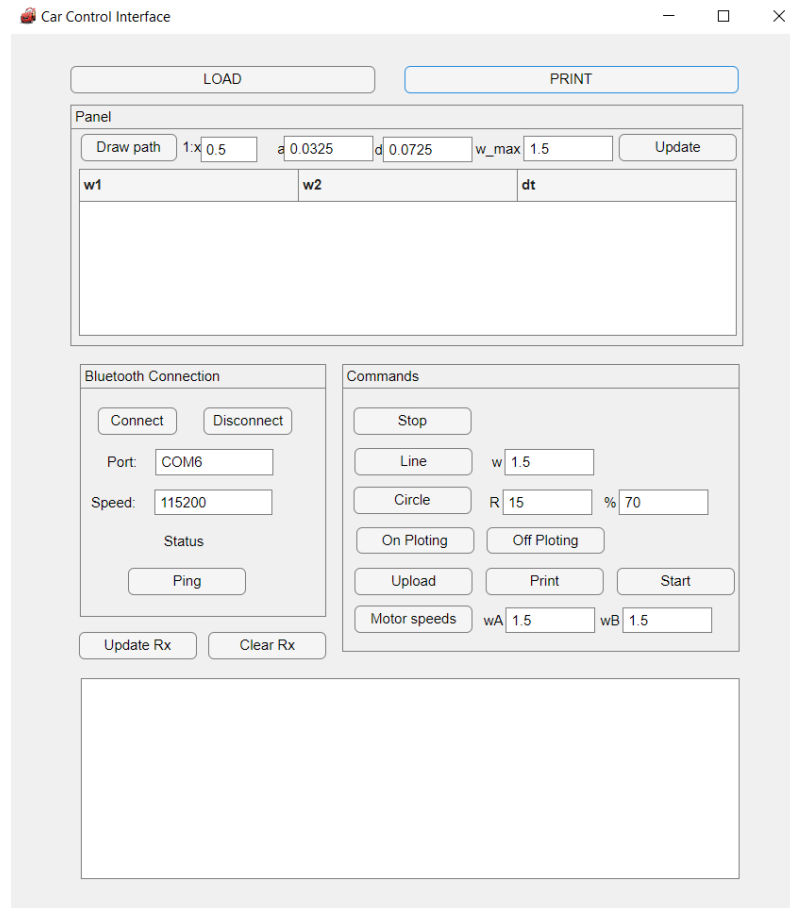 Car Control Interface
LOAD PRINT
Panel
Draw path 1:x 0.5 a 0.0325 d 0.0725 w_max 1.5 Update
w1 w2 dt
Bluetooth Connection
Connect Disconnect
Port: COM6
Speed: 115200
Status
Ping
Update Rx Clear Rx
Commands
Stop
Line w 1.5
Circle R 15 % 70
On Ploting Off Ploting
Upload Print Start
Motor speeds wA 1.5 wB 1.5